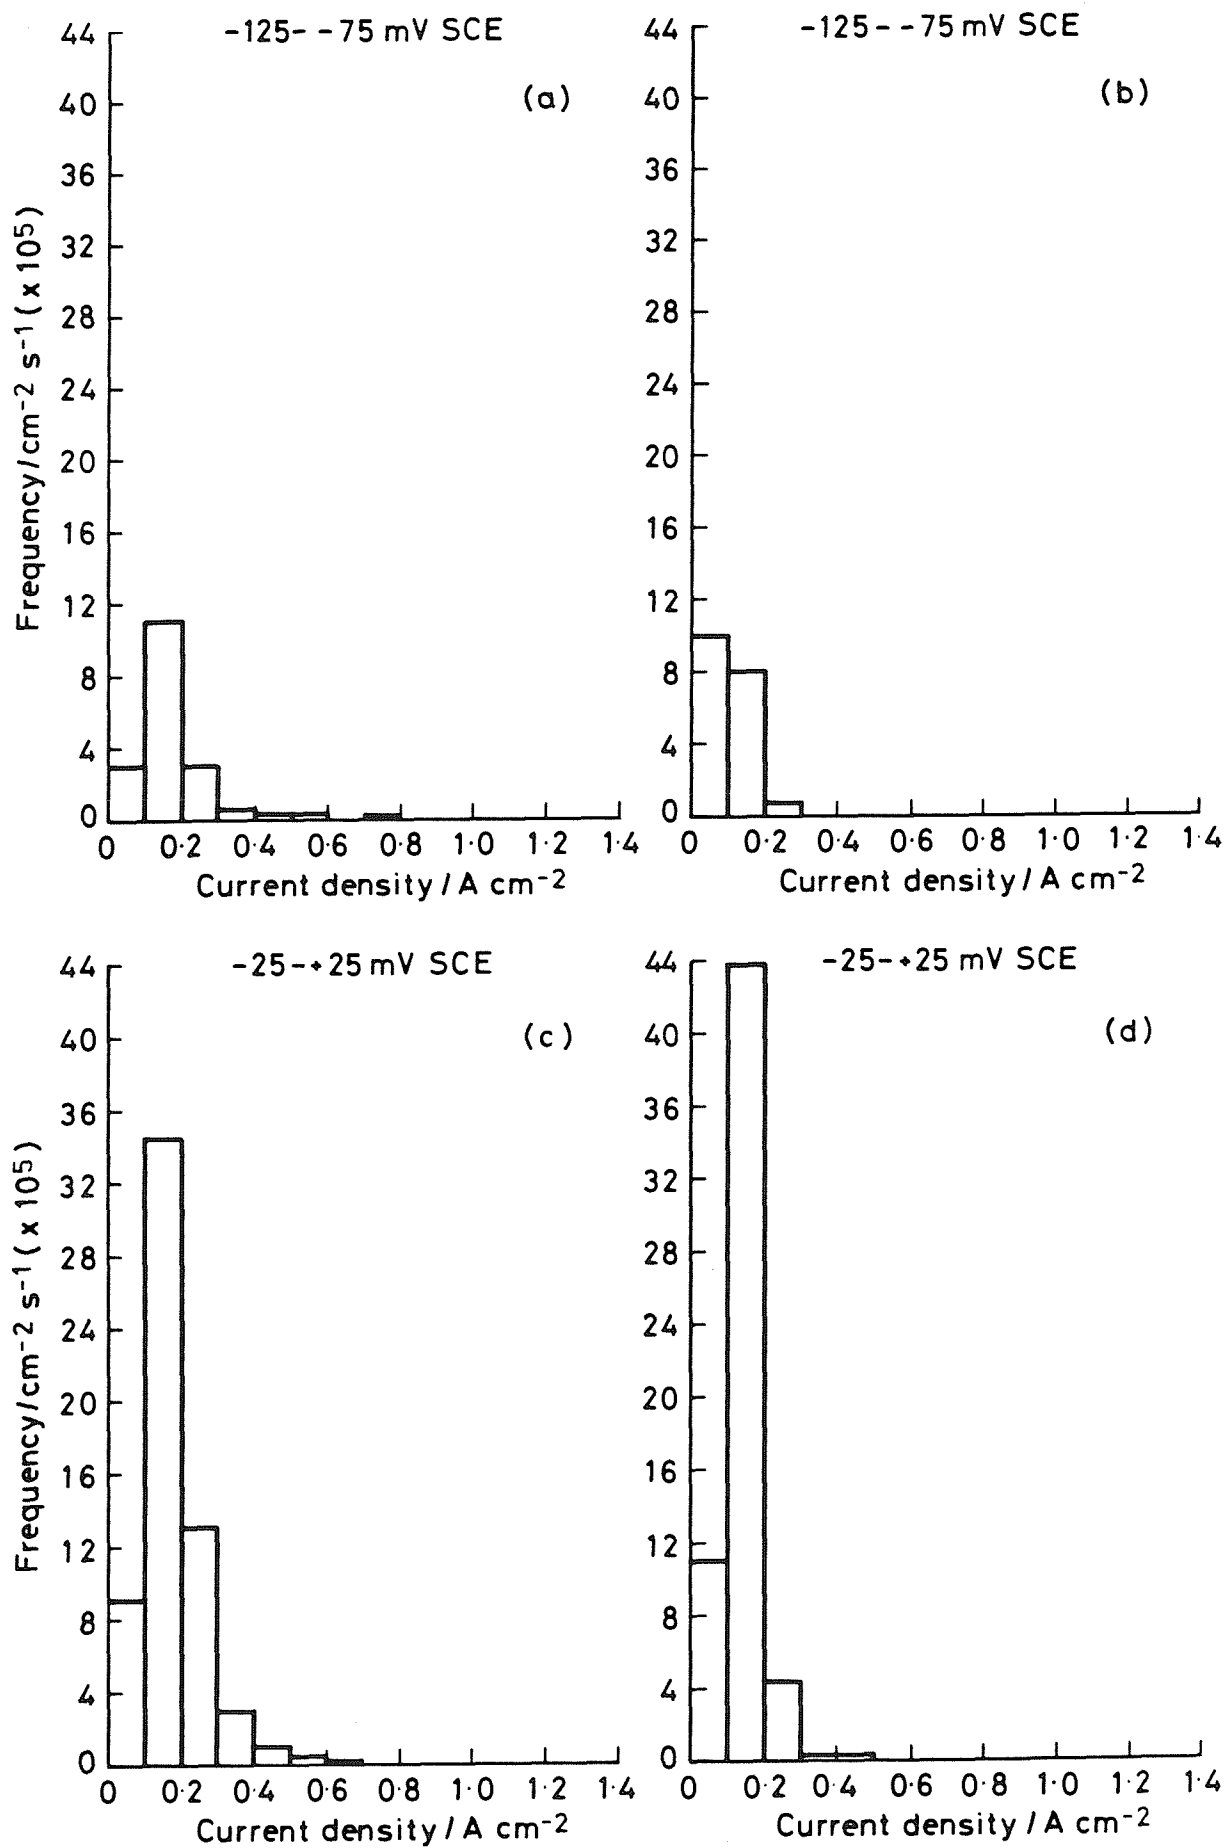 -125- -75 mV SCE
(a)
Frequency/cm⁻² s⁻¹ (x 10⁵)
44
40
36
32
28
24
20
16
12
8
4
0
0 0·2 0·4 0·6 0·8 1·0 1·2 1·4
Current density / A cm⁻²
-125- -75 mV SCE
(b)
44
40
36
32
28
24
20
16
12
8
4
0
0 0·2 0·4 0·6 0·8 1·0 1·2 1·4
Current density / A cm⁻²
-25-+25 mV SCE
(c)
Frequency/cm⁻² s⁻¹ (x 10⁵)
44
40
36
32
28
24
20
16
12
8
4
0
0 0·2 0·4 0·6 0·8 1·0 1·2 1·4
Current density / A cm⁻²
-25-+25 mV SCE
(d)
44
40
36
32
28
24
20
16
12
8
4
0
0 0·2 0·4 0·6 0·8 1·0 1·2 1·4
Current density / A cm⁻²